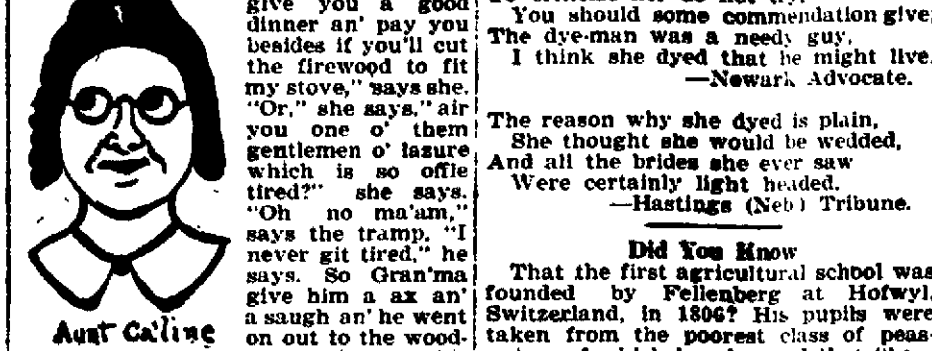 give you a good
dinner an' pay you
besides if you'll cut
the firewood to fit
my stove," says she.
"Or," she says," air
you one o' them
gentlemen o' lazure
which is so offle
tired?" she says.
"Oh no ma'am,"
says the tramp, "I
never git tired," he
says. So Gran'ma
give him a ax an'
a saugh an' he went
on out to the wood-
Aunt Ca'line
You should some commendation give;
The dye-man was a needy guy,
I think she dyed that he might live.
—Newark Advocate.
The reason why she dyed is plain,
She thought she would be wedded,
And all the brides she ever saw
Were certainly light headed.
—Hastings (Neb) Tribune.
Did You Know
That the first agricultural school was
founded by Fellenberg at Hofwyl,
Switzerland, in 1806? His pupils were
taken from the poorest class of peas-